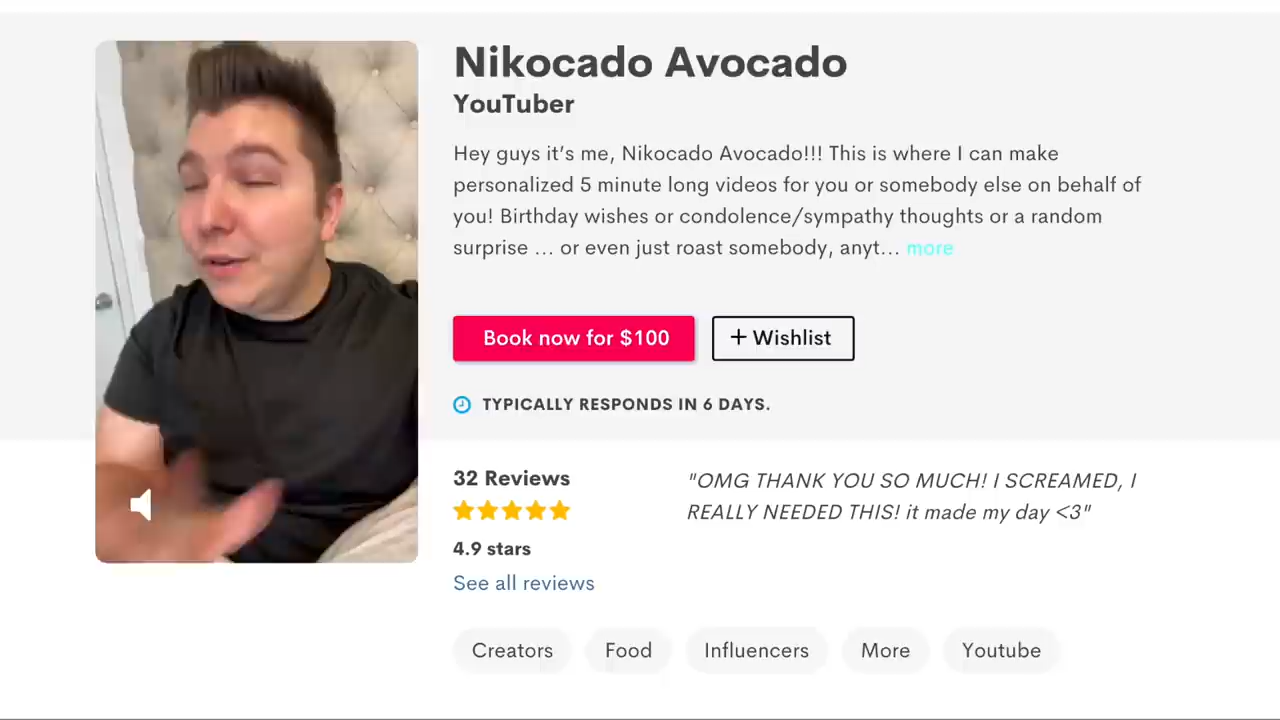 Nikocado Avocado
YouTuber
Hey guys it’s me, Nikocado Avocado!!! This is where I can make
personalized 5 minute long videos for you or somebody else on behalf of
you! Birthday wishes or condolence/sympathy thoughts or a random
surprise ... or even just roast somebody, anyt... more
Book now for $100
+ Wishlist
TYPICALLY RESPONDS IN 6 DAYS.
32 Reviews
4.9 stars
See all reviews
"OMG THANK YOU SO MUCH! I SCREAMED, I
REALLY NEEDED THIS! it made my day <3"
Creators
Food
Influencers
More
Youtube